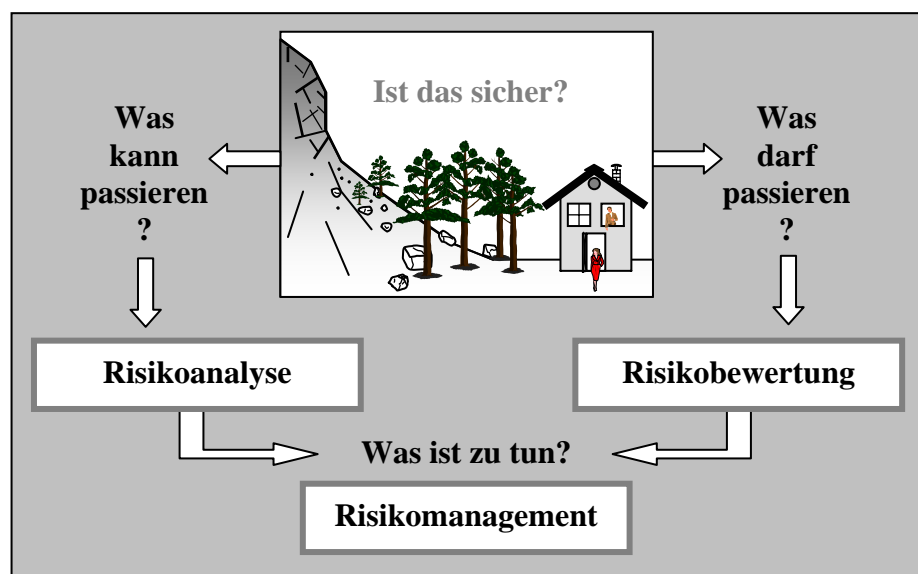 Ist das sicher?
Was
kann
passieren
?
Was
darf
passieren
?
Risikoanalyse
Risikobewertung
Was ist zu tun?
Risikomanagement